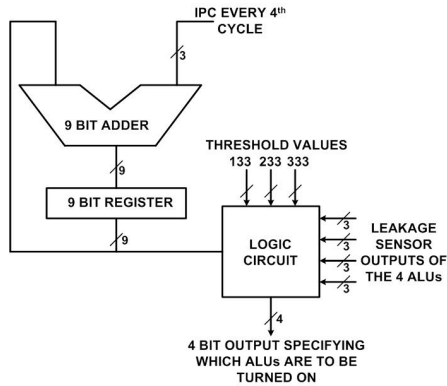 IPC EVERY 4th
CYCLE
3
9 BIT ADDER
9
THRESHOLD VALUES
133 233 333
9 BIT REGISTER
9
LOGIC
CIRCUIT
3
3
3
3
LEAKAGE
SENSOR
OUTPUTS OF
THE 4 ALUs
4
4 BIT OUTPUT SPECIFYING
WHICH ALUs ARE TO BE
TURNED ON